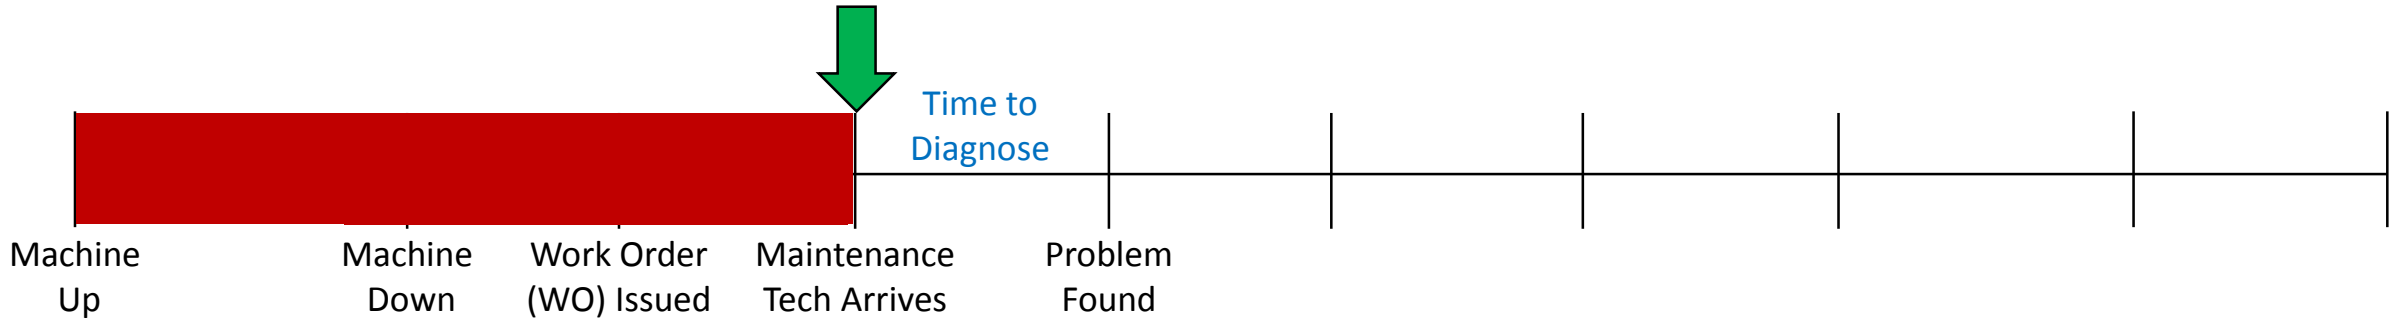 Time to
Diagnose
Machine
Up
Machine
Down
Work Order
(WO) Issued
Maintenance
Tech Arrives
Problem
Found